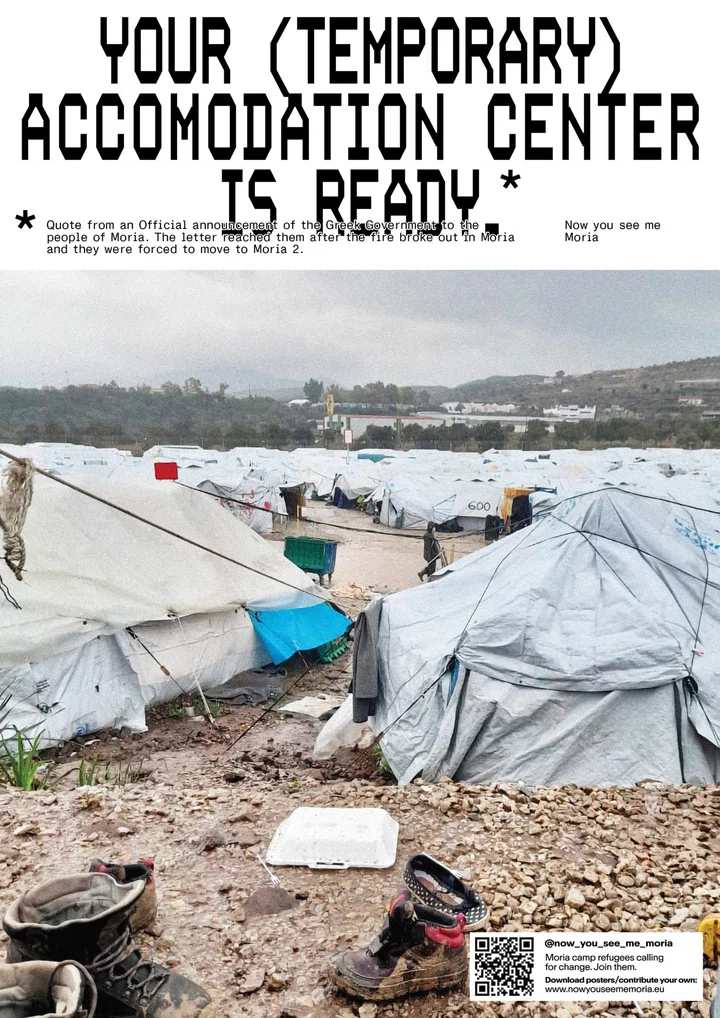 YOUR (TEMPORARY)
ACCOMODATION CENTER
IS READY.*
* Quote from an Official announcement of the Greek Government to the
people of Moria. The letter reached them after the fire broke out in Moria
and they were forced to move to Moria 2.
Now you see me
Moria
600
@now_you_see_me_moria
Moria camp refugees calling
for change. Join them.
Download posters/contribute your own:
www.nowyouseememoria.eu